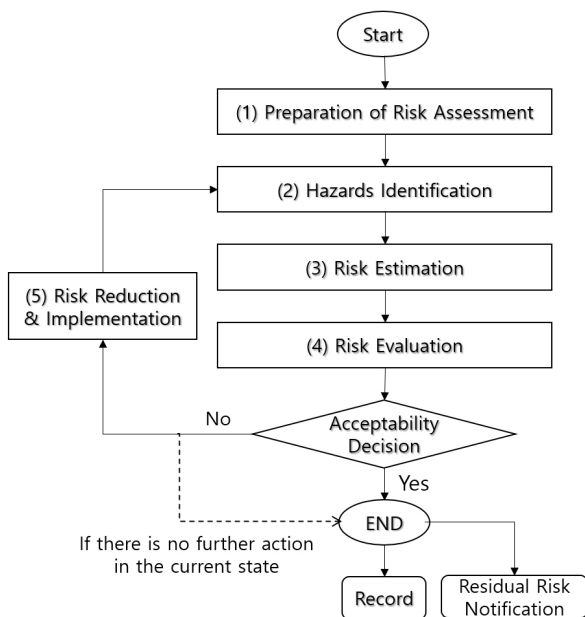 Start
(1) Preparation of Risk Assessment
(2) Hazards Identification
(3) Risk Estimation
(5) Risk Reduction
& Implementation
(4) Risk Evaluation
No
Acceptability
Decision
Yes
END
If there is no further action
in the current state
Record
Residual Risk
Notification